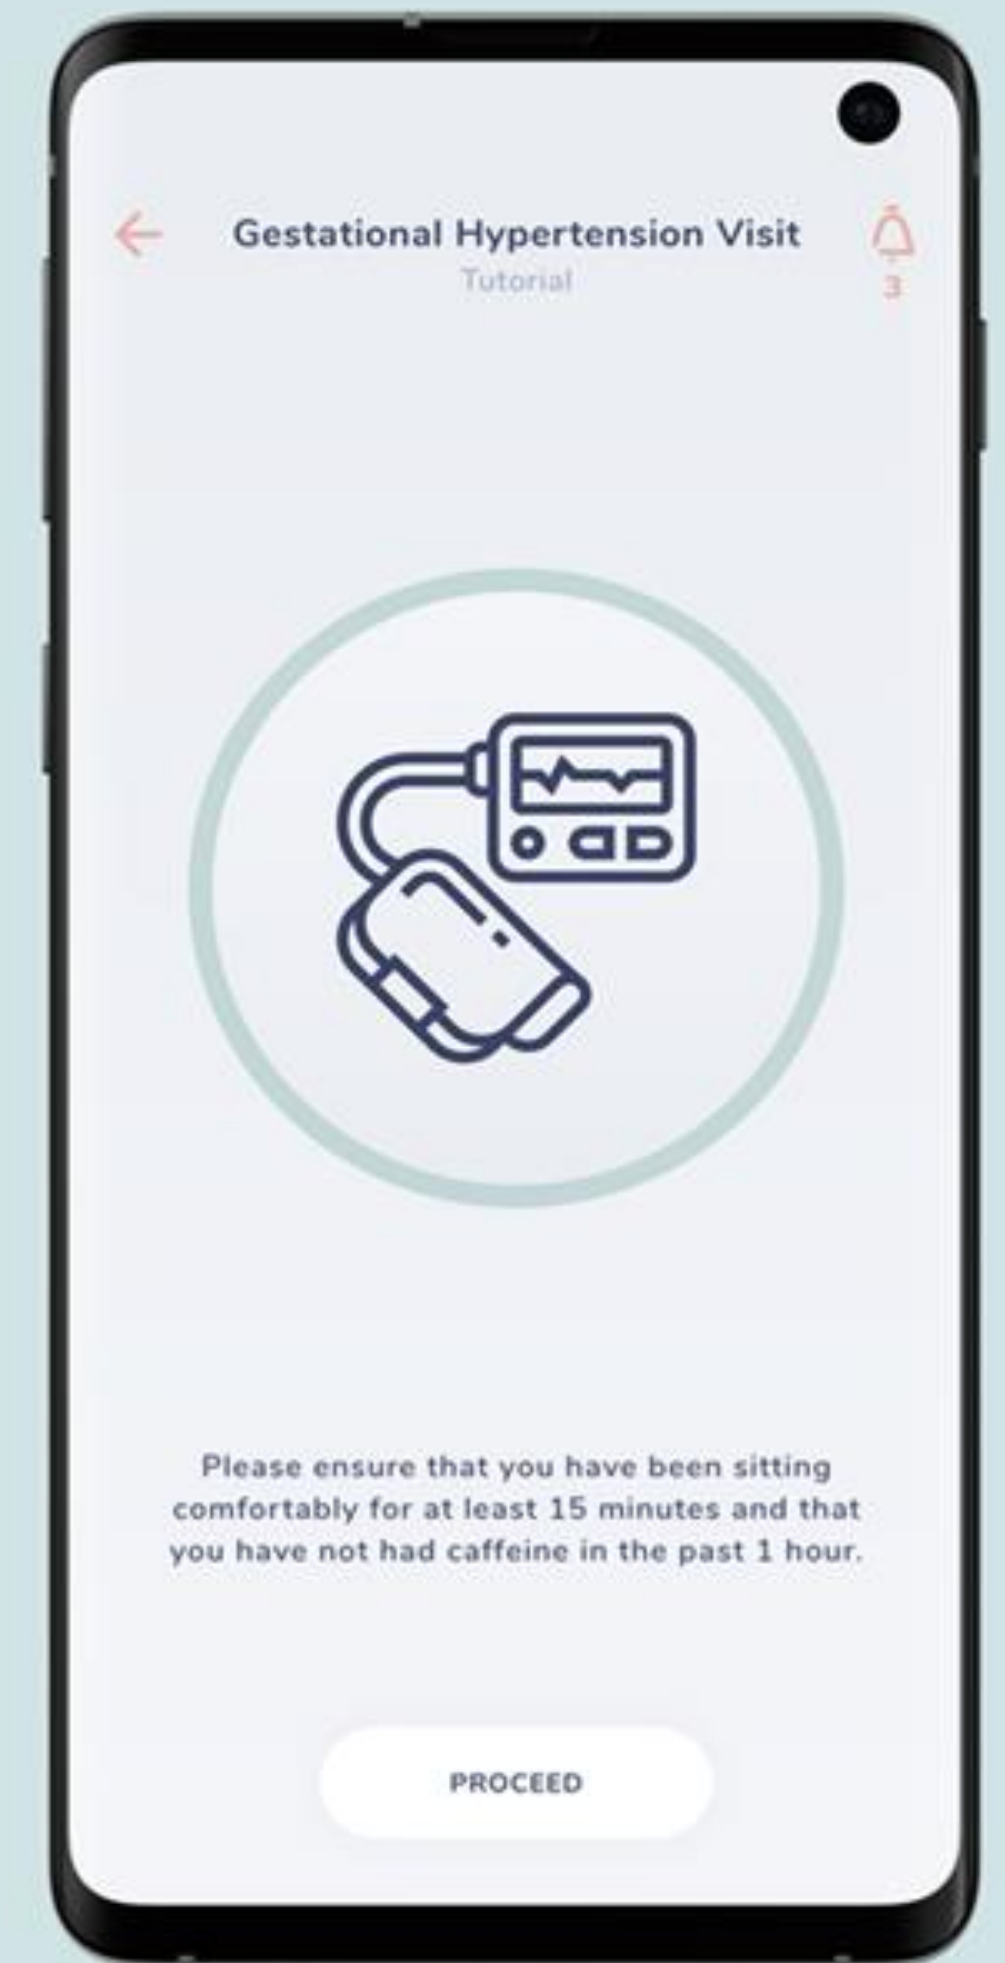 Gestational Hypertension Visit
Tutorial
3
Please ensure that you have been sitting
comfortably for at least 15 minutes and that
you have not had caffeine in the past 1 hour.
PROCEED